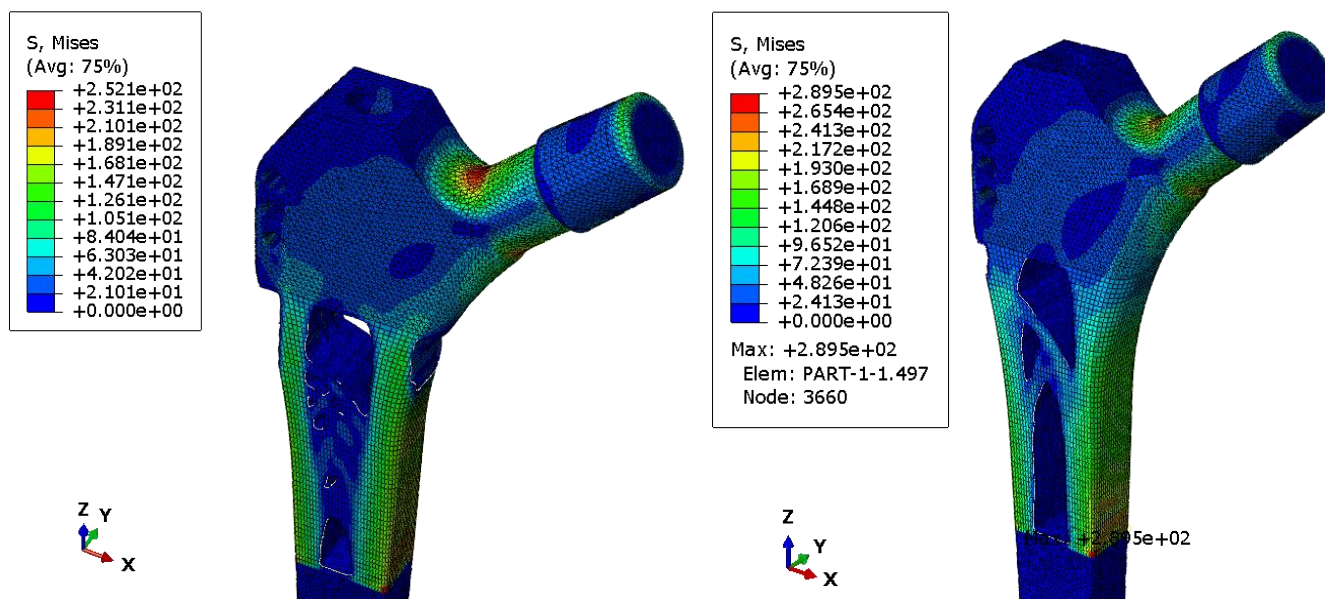 S, Mises
(Avg: 75%)
+2.521e+02
+2.311e+02
+2.101e+02
+1.891e+02
+1.681e+02
+1.471e+02
+1.261e+02
+1.051e+02
+8.404e+01
+6.303e+01
+4.202e+01
+2.101e+01
+0.000e+00
Z
Y
X
S, Mises
(Avg: 75%)
+2.895e+02
+2.654e+02
+2.413e+02
+2.172e+02
+1.930e+02
+1.689e+02
+1.448e+02
+1.206e+02
+9.652e+01
+7.239e+01
+4.826e+01
+2.413e+01
+0.000e+00
Max: +2.895e+02
Elem: PART-1-1.497
Node: 3660
Max: +2.895e+02
Z
Y
X